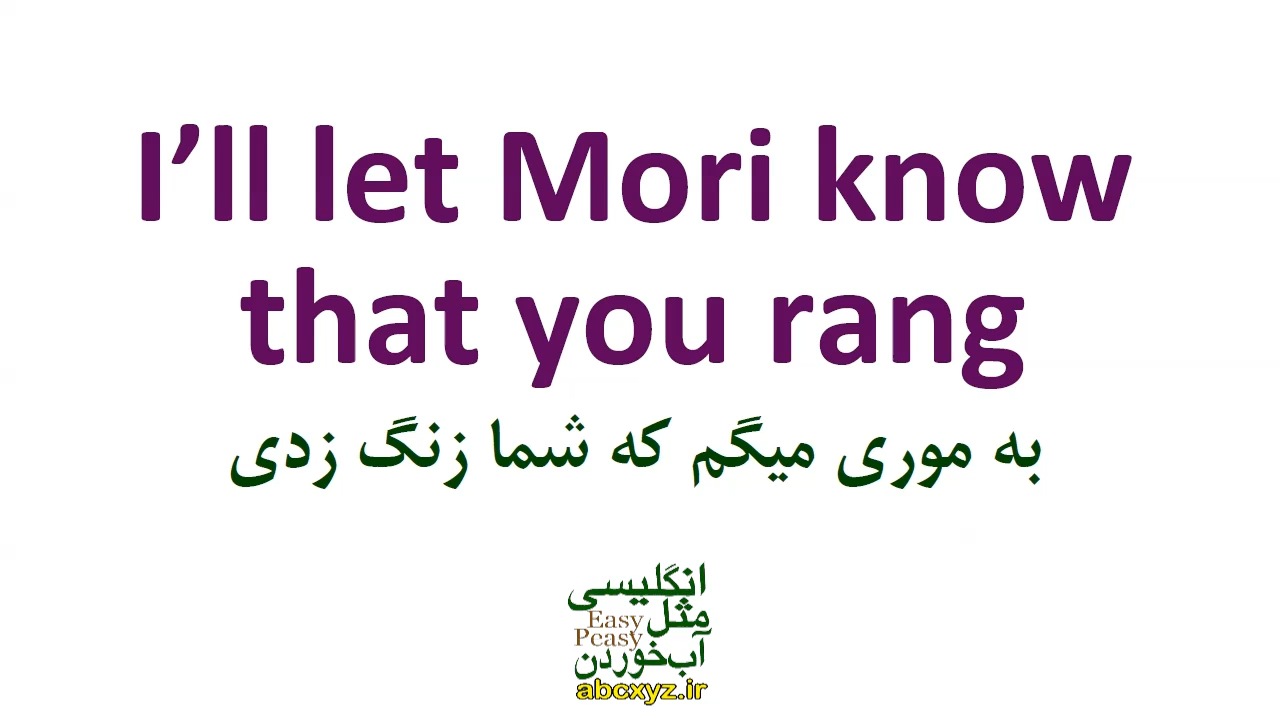 I’ll let Mori know
that you rang
به موری میگم که شما زنگ زدی
انگلیسی
مثل
Easy
Peasy
آب‌خوردن
abcxyz.ir